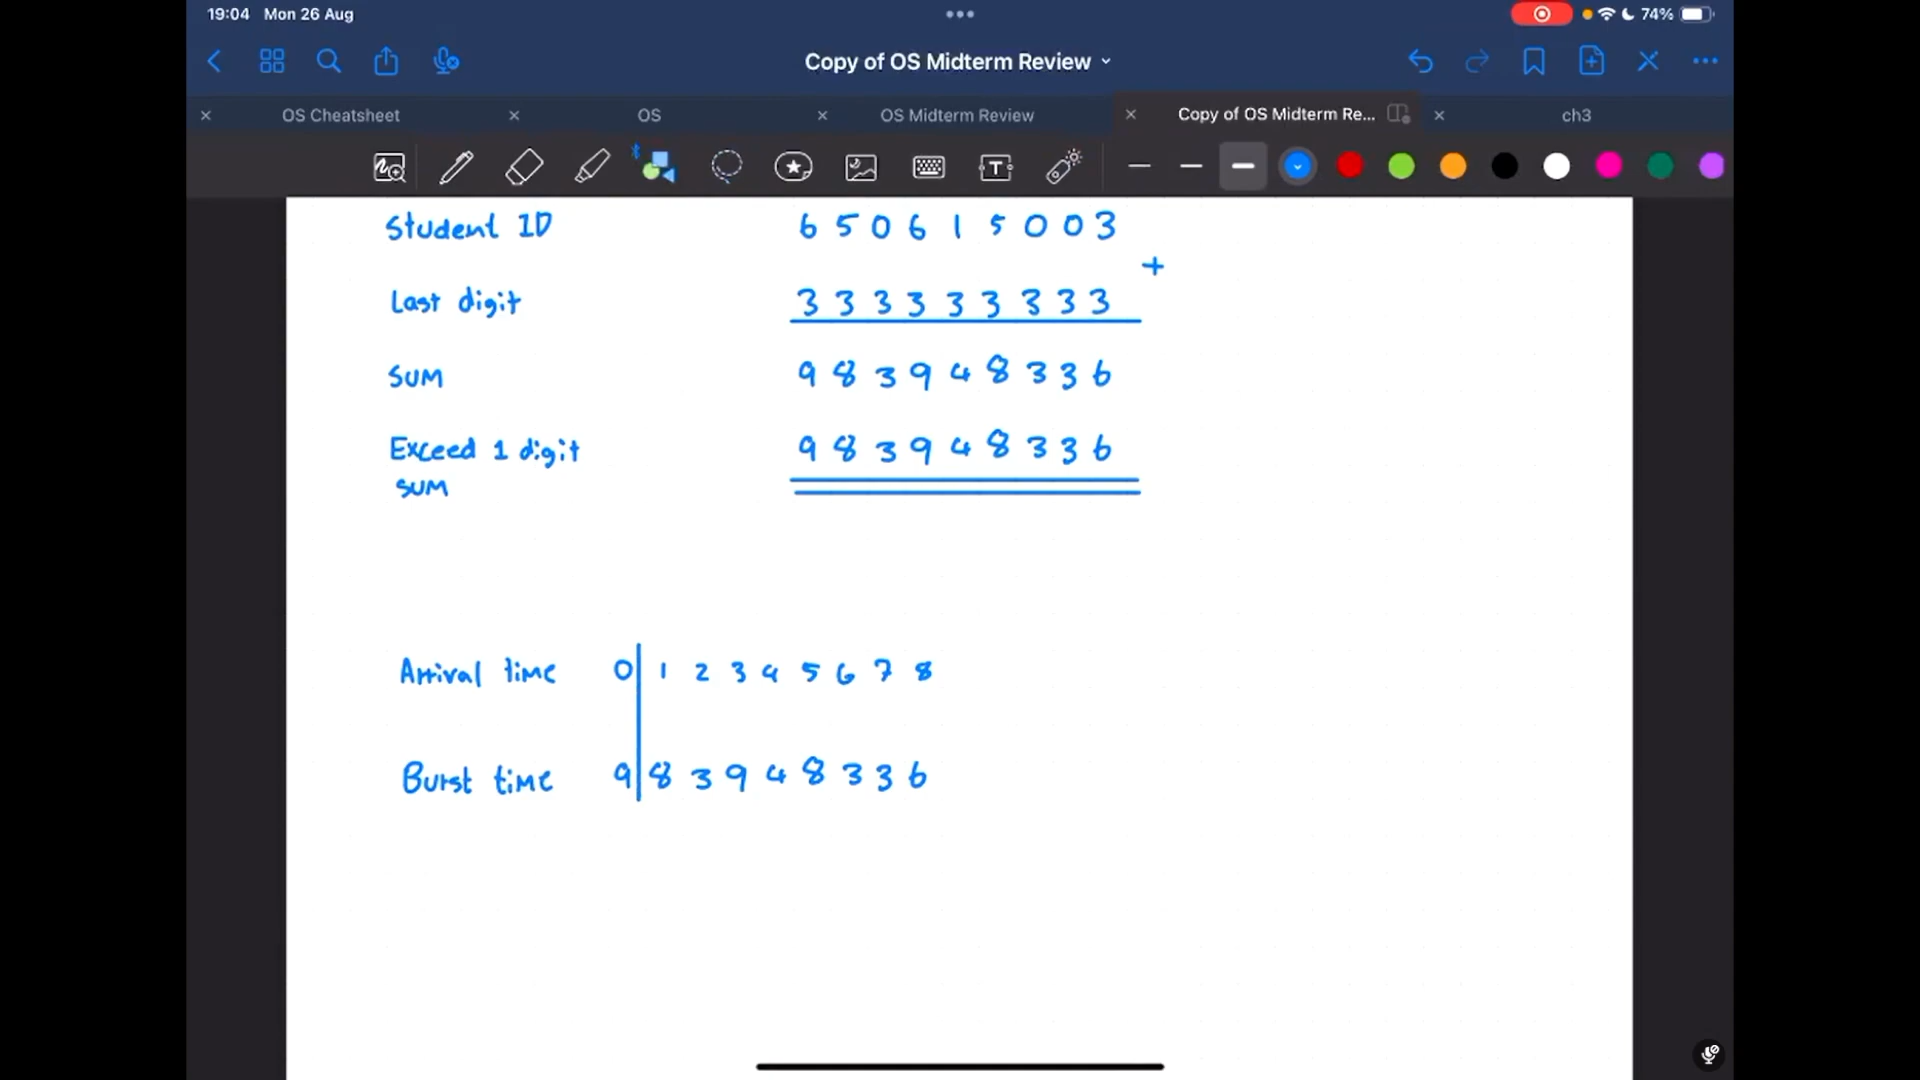 19:04 Mon 26 Aug 74%
Copy of OS Midterm Review
OS Cheatsheet OS OS Midterm Review Copy of OS Midterm Re... ch3
T
Student ID 6 5 0 6 1 5 0 0 3
+
Last digit 3 3 3 3 3 3 3 3 3
SUM 9 8 3 9 4 8 3 3 6
Exceed 1 digit 9 8 3 9 4 8 3 3 6
SUM
Arrival time 0 1 2 3 4 5 6 7 8
Burst time 9 8 3 9 4 8 3 3 6